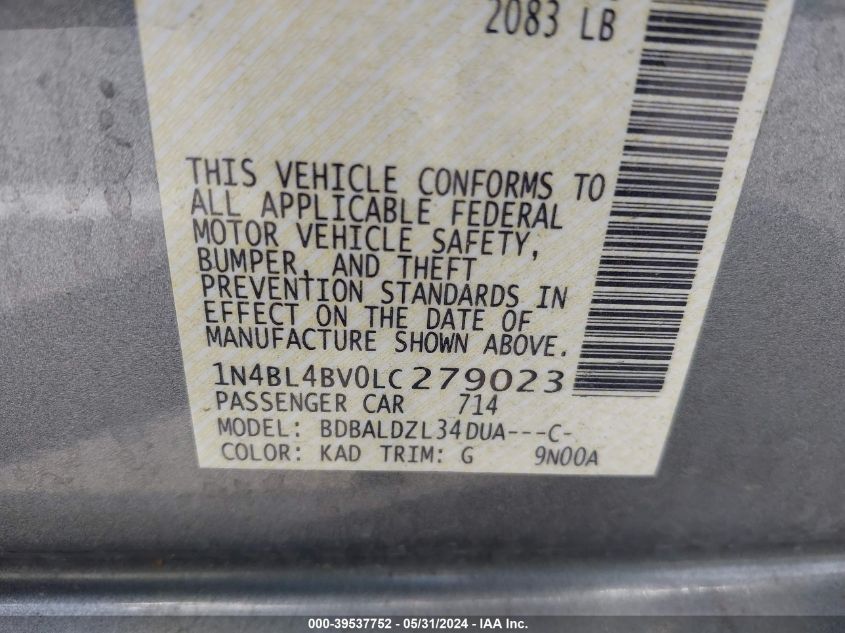 2083 LB
THIS VEHICLE CONFORMS TO
ALL APPLICABLE FEDERAL
MOTOR VEHICLE SAFETY,
BUMPER, AND THEFT
PREVENTION STANDARDS IN
EFFECT ON THE DATE OF
MANUFACTURE SHOWN ABOVE.
1N4BL4BV0LC279023
PASSENGER CAR 714
MODEL: BDBALDZL34DUA---C-
COLOR: KAD TRIM: G 9N00A
000-39537752 - 05/31/2024 - IAA Inc.